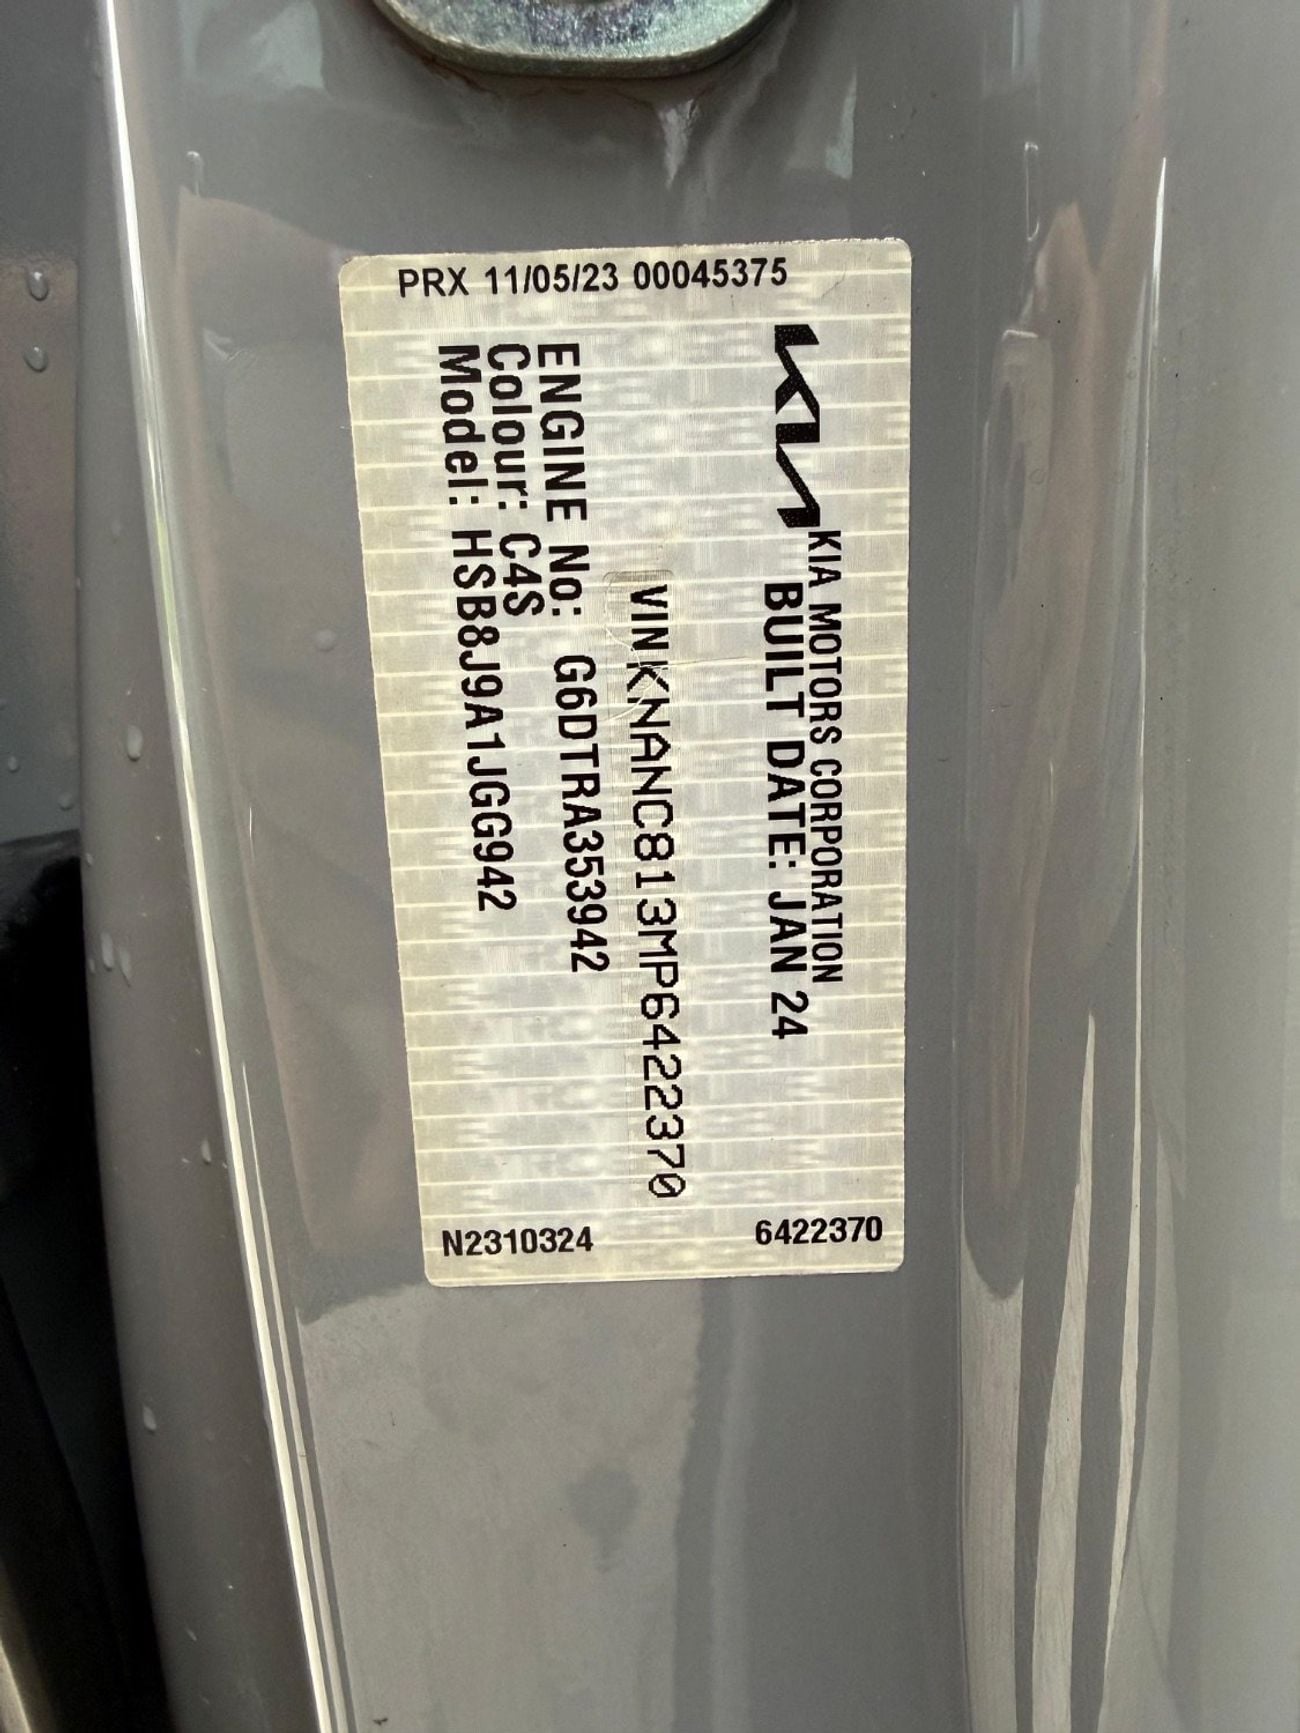 PRX 11/05/23 00045375
KIA
KIA MOTORS CORPORATION
BUILT DATE: JAN 24
VIN KNANC813MP6422370
ENGINE No: G6DTRA353942
Colour: C4S
Model: HSB8J9A1JGG942
N2310324
6422370